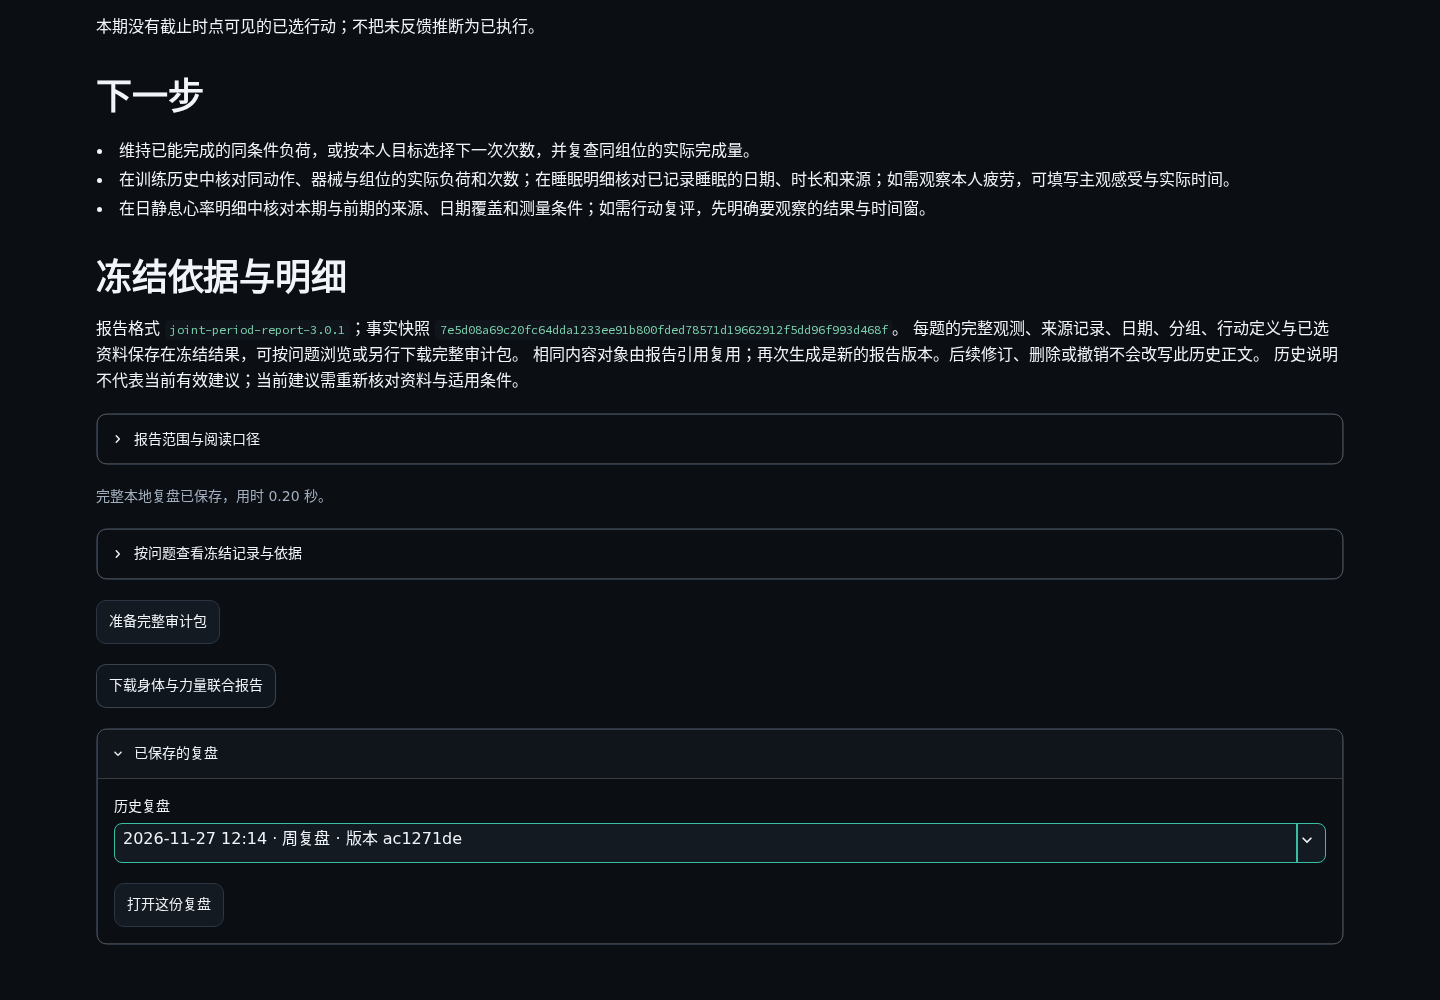 本期没有截止时点可见的已选行动；不把未反馈推断为已执行。
下一步
维持已能完成的同条件负荷，或按本人目标选择下一次次数，并复查同组位的实际完成量。
在训练历史中核对同动作、器械与组位的实际负荷和次数；在睡眠明细核对已记录睡眠的日期、时长和来源；如需观察本人疲劳，可填写主观感受与实际时间。
在日静息心率明细中核对本期与前期的来源、日期覆盖和测量条件；如需行动复评，先明确要观察的结果与时间窗。
冻结依据与明细
报告格式 joint-period-report-3.0.1 ；事实快照 7e5d08a69c20fc64dda1233ee91b800fded78571d19662912f5dd96f993d468f 。 每题的完整观测、来源记录、日期、分组、行动定义与已选
资料保存在冻结结果，可按问题浏览或另行下载完整审计包。 相同内容对象由报告引用复用；再次生成是新的报告版本。后续修订、删除或撤销不会改写此历史正文。 历史说明
不代表当前有效建议；当前建议需重新核对资料与适用条件。
报告范围与阅读口径
完整本地复盘已保存，用时 0.20 秒。
按问题查看冻结记录与依据
准备完整审计包
下载身体与力量联合报告
已保存的复盘
历史复盘
2026-11-27 12:14 · 周复盘 · 版本 ac1271de
打开这份复盘